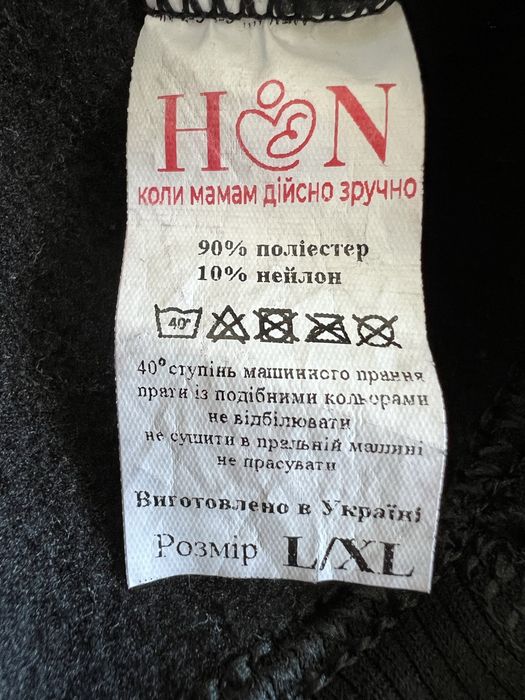 H N
коли мамам дійсно зручно
90% поліестер
10% нейлон
40°
40° ступінь машинного прання
прати із подібними кольорами
не відбілювати
не сушити в пральній машині
не прасувати
Виготовлено в Україні
Розмір L/XL